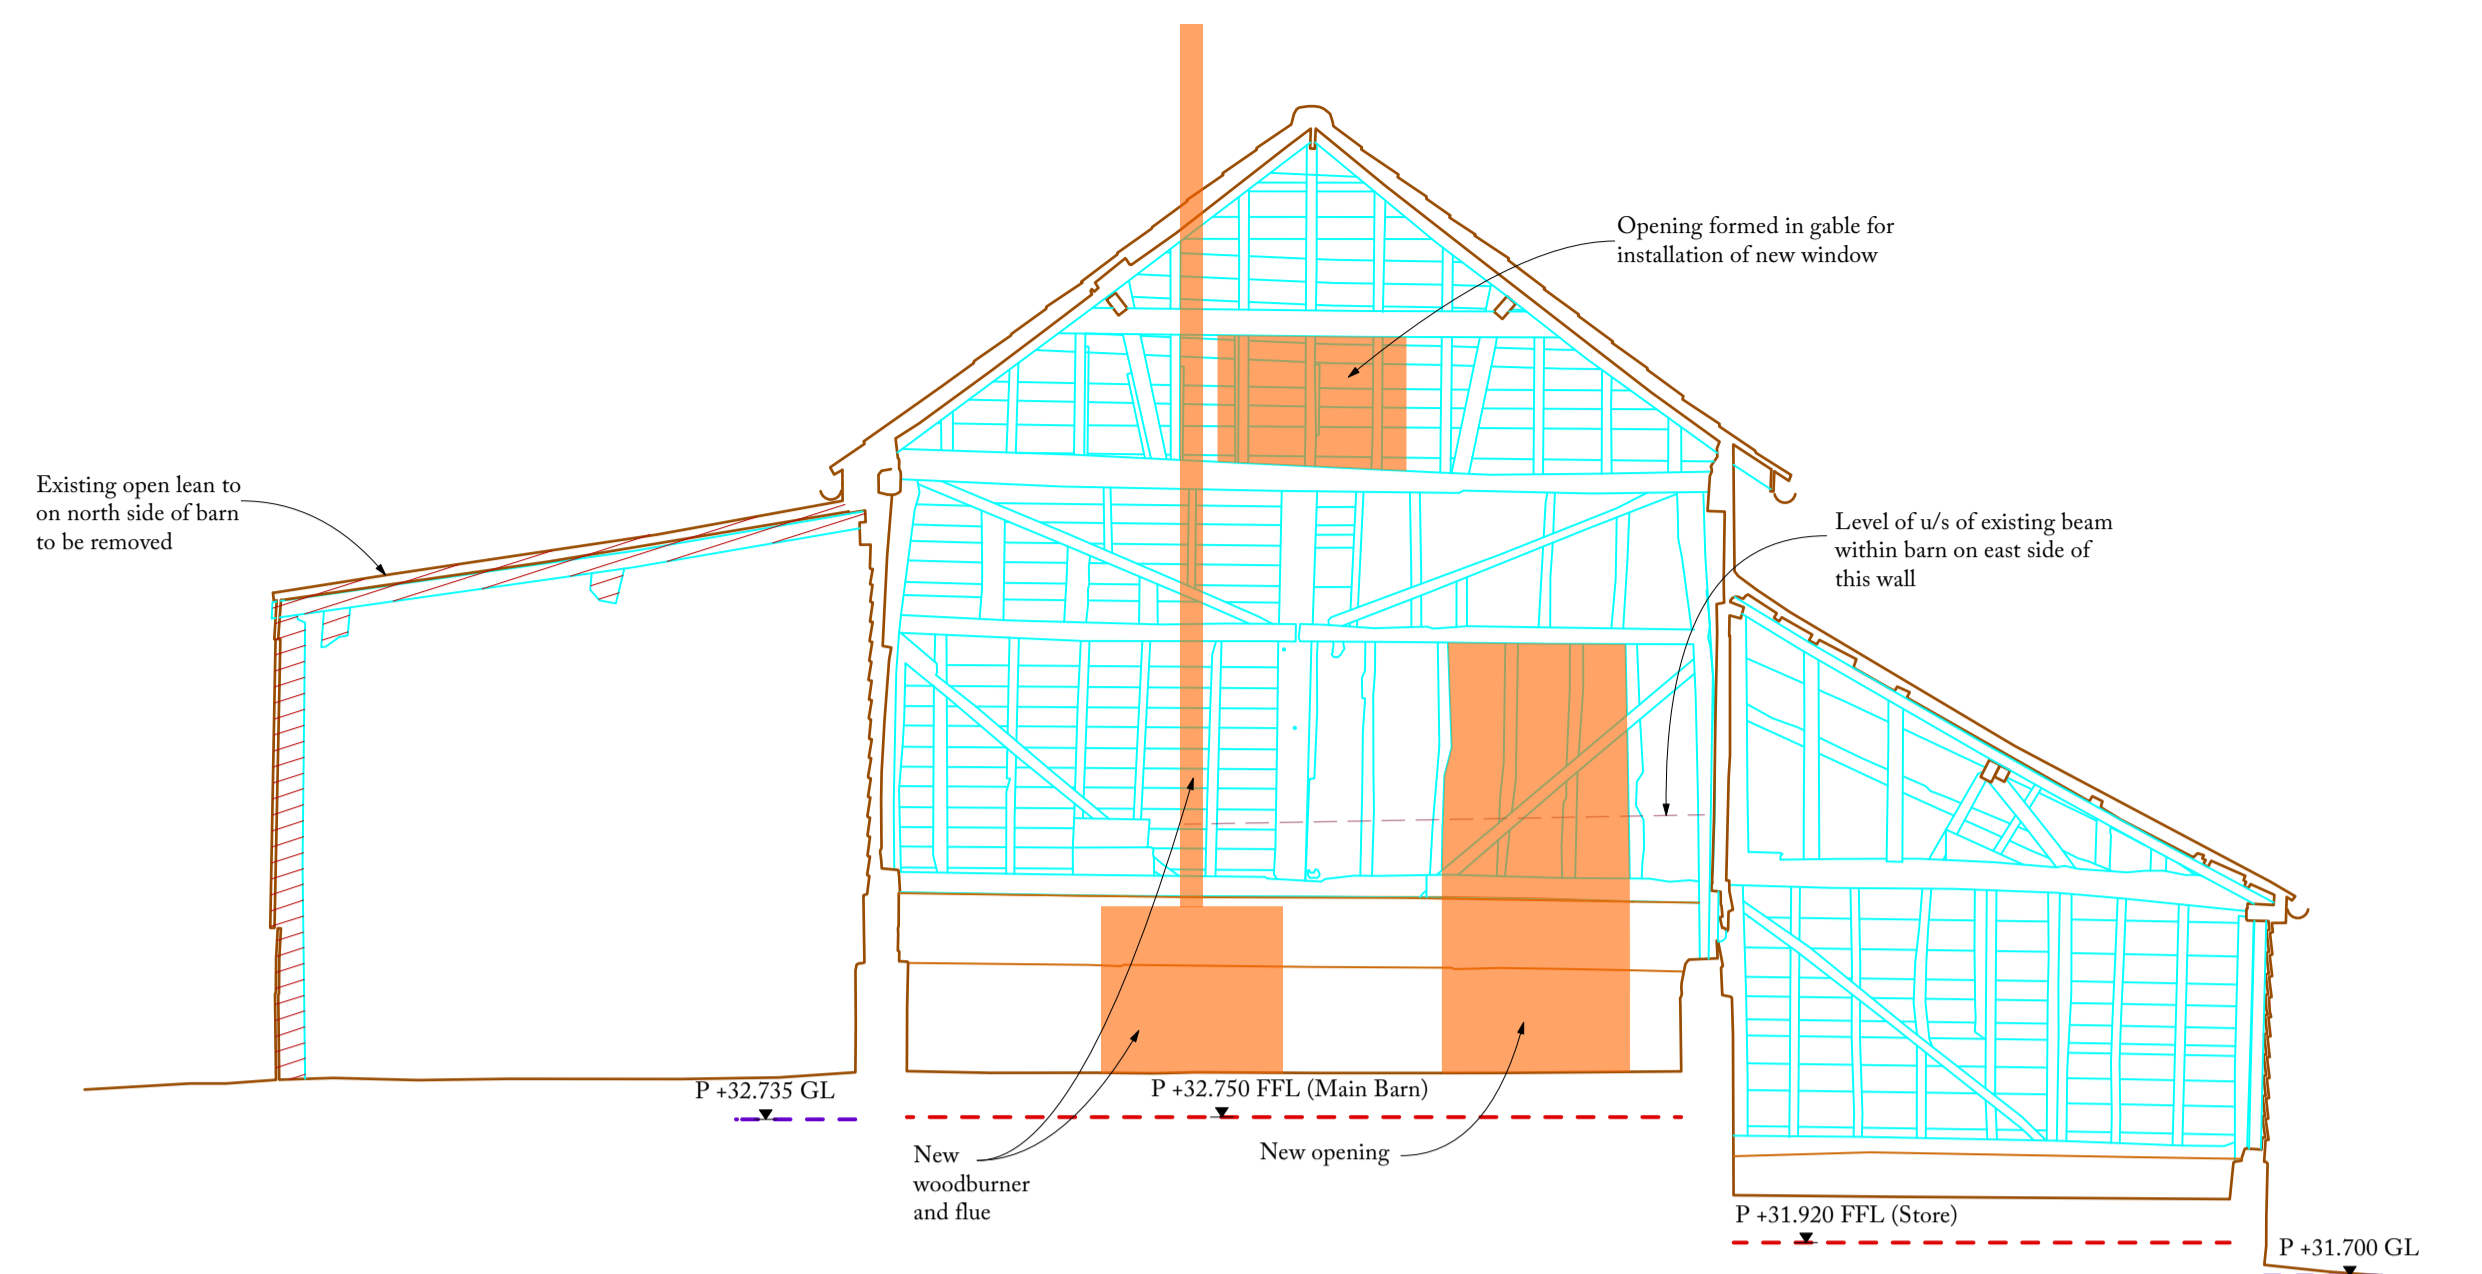 Opening formed in gable for
installation of new window
Existing open lean to
on north side of barn
to be removed
Level of u/s of existing beam
within barn on east side of
this wall
P +32.735 GL
P +32.750 FFL (Main Barn)
New
woodburner
and flue
New opening
P +31.920 FFL (Store)
P +31.700 GL